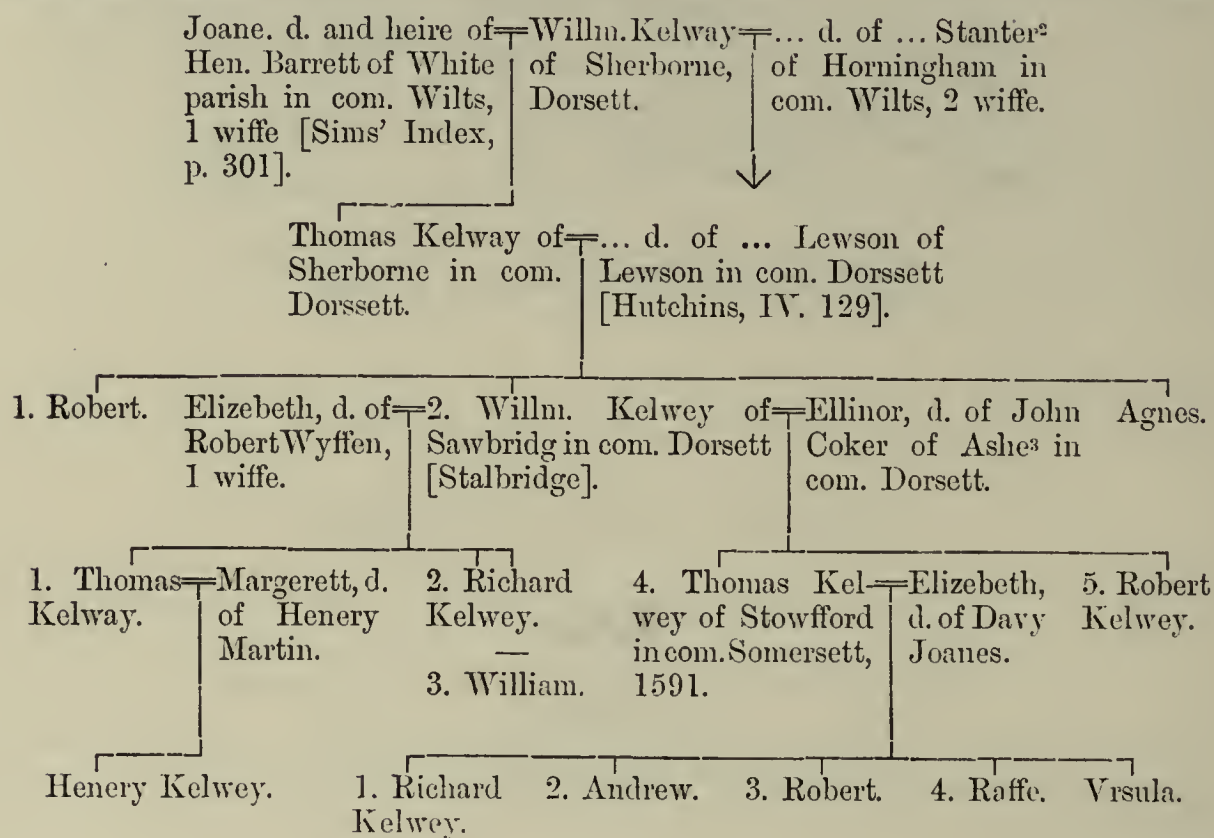 Joane. d. and heire of
Hen. Barrett of White
parish in com. Wilts,
1 wiffe [Sims' Index,
p. 301].
Willm. Kelway
of Sherborne,
Dorsett.
... d. of ... Stanter²
of Horningham in
com. Wilts, 2 wiffe.
Thomas Kelway of
Sherborne in com.
Dorssett.
... d. of ... Lewson of
Lewson in com. Dorssett
[Hutchins, IV. 129].
1. Robert.
Elizebeth, d. of
Robert Wyffen,
1 wiffe.
2. Willm. Kelwey of
Sawbridg in com. Dorsett
[Stalbridge].
Ellinor, d. of John
Coker of Ashe³ in
com. Dorsett.
Agnes.
1. Thomas
Kelway.
Margerett, d.
of Henery
Martin.
2. Richard
Kelwey.
—
3. William.
4. Thomas Kel-
wey of Stowfford
in com. Somersett,
1591.
Elizebeth,
d. of Davy
Joanes.
5. Robert
Kelwey.
Henery Kelwey.
1. Richard
Kelwey.
2. Andrew.
3. Robert.
4. Raffe.
Vrsula.